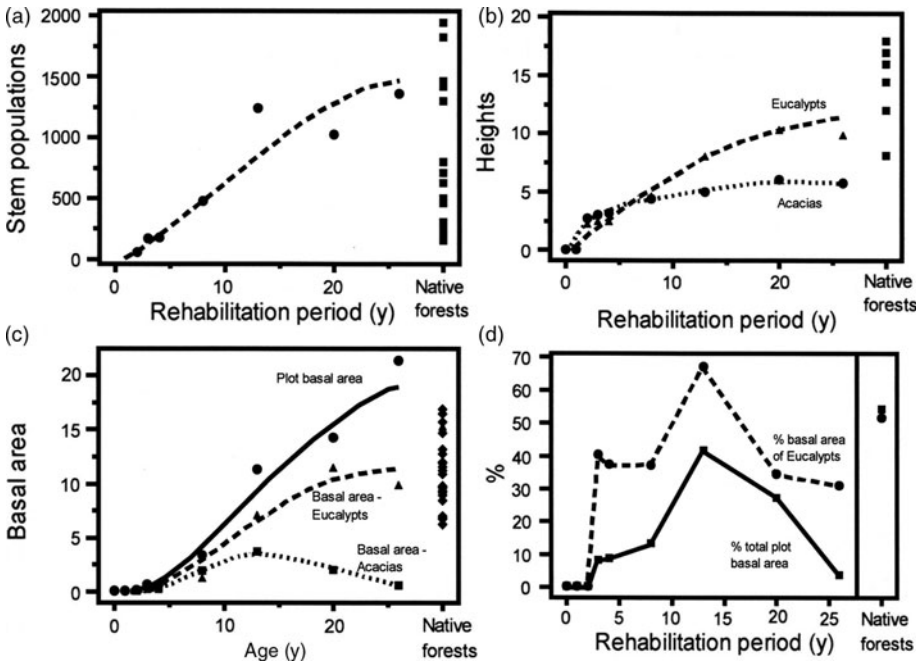 (a)
Stem populations
2000
1500
1000
500
0
0 10 20
Native
forests
Rehabilitation period (y)
(b)
Heights
20
15
10
5
0
Eucalypts
Acacias
0 5 10 15 20 25
Native
forests
Rehabilitation period (y)
(c)
Basal area
20
15
10
5
0
Plot basal area
Basal area -
Eucalypts
Basal area -
Acacias
0 10 20
Native
forests
Age (y)
(d)
%
70
60
50
40
30
20
10
0
% basal area
of Eucalypts
% total plot
basal area
0 5 10 15 20 25
Native
forests
Rehabilitation period (y)